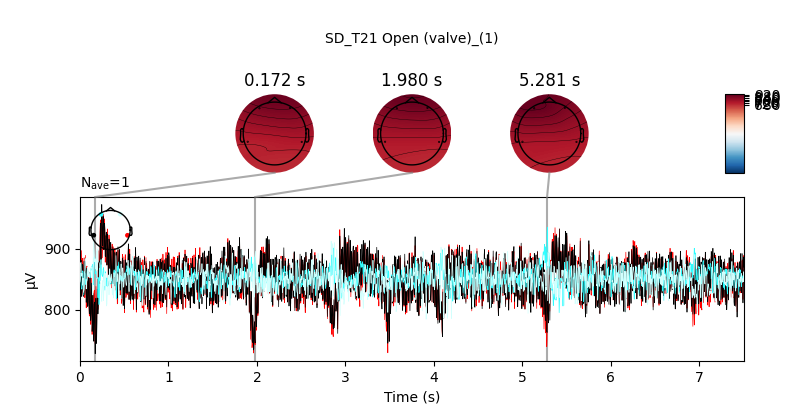 SD_T21 Open (valve)_(1)
0.172 s 1.980 s 5.281 s
Nave=1
900
800
µV
0 1 2 3 4 5 6 7
Time (s)